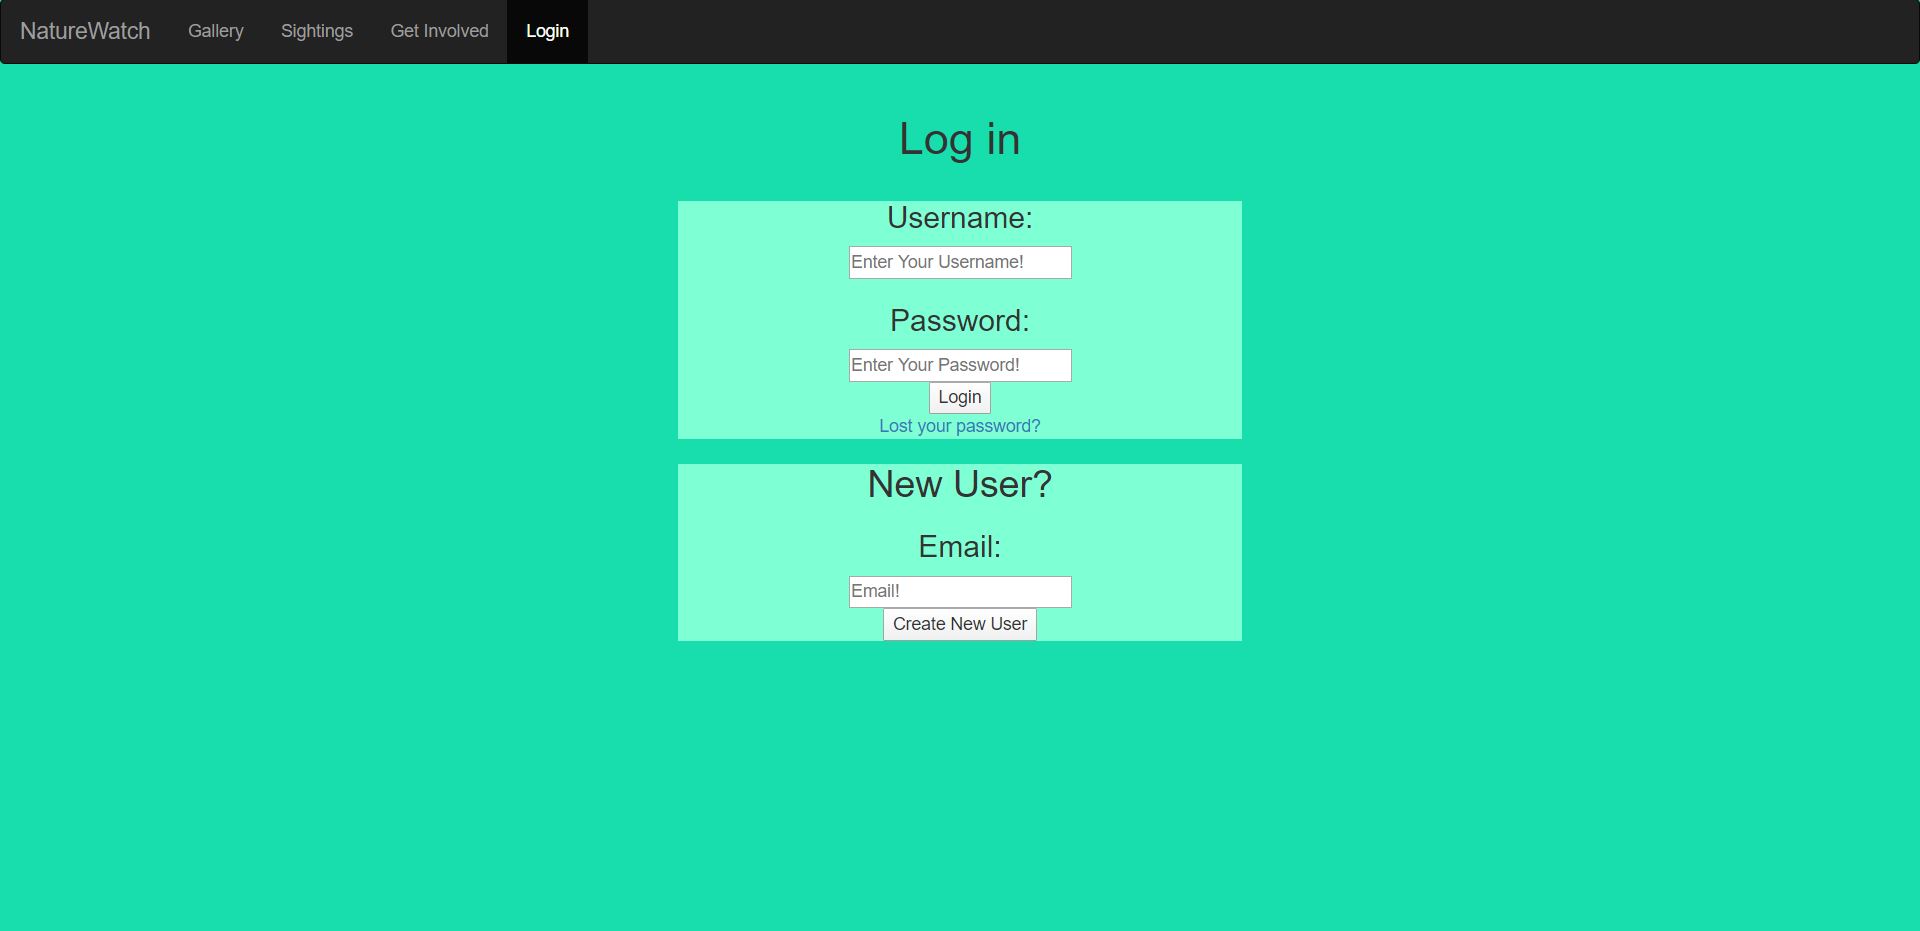 NatureWatch Gallery Sightings Get Involved Login
Log in
Username:
Enter Your Username!
Password:
Enter Your Password!
Login
Lost your password?
New User?
Email:
Email!
Create New User